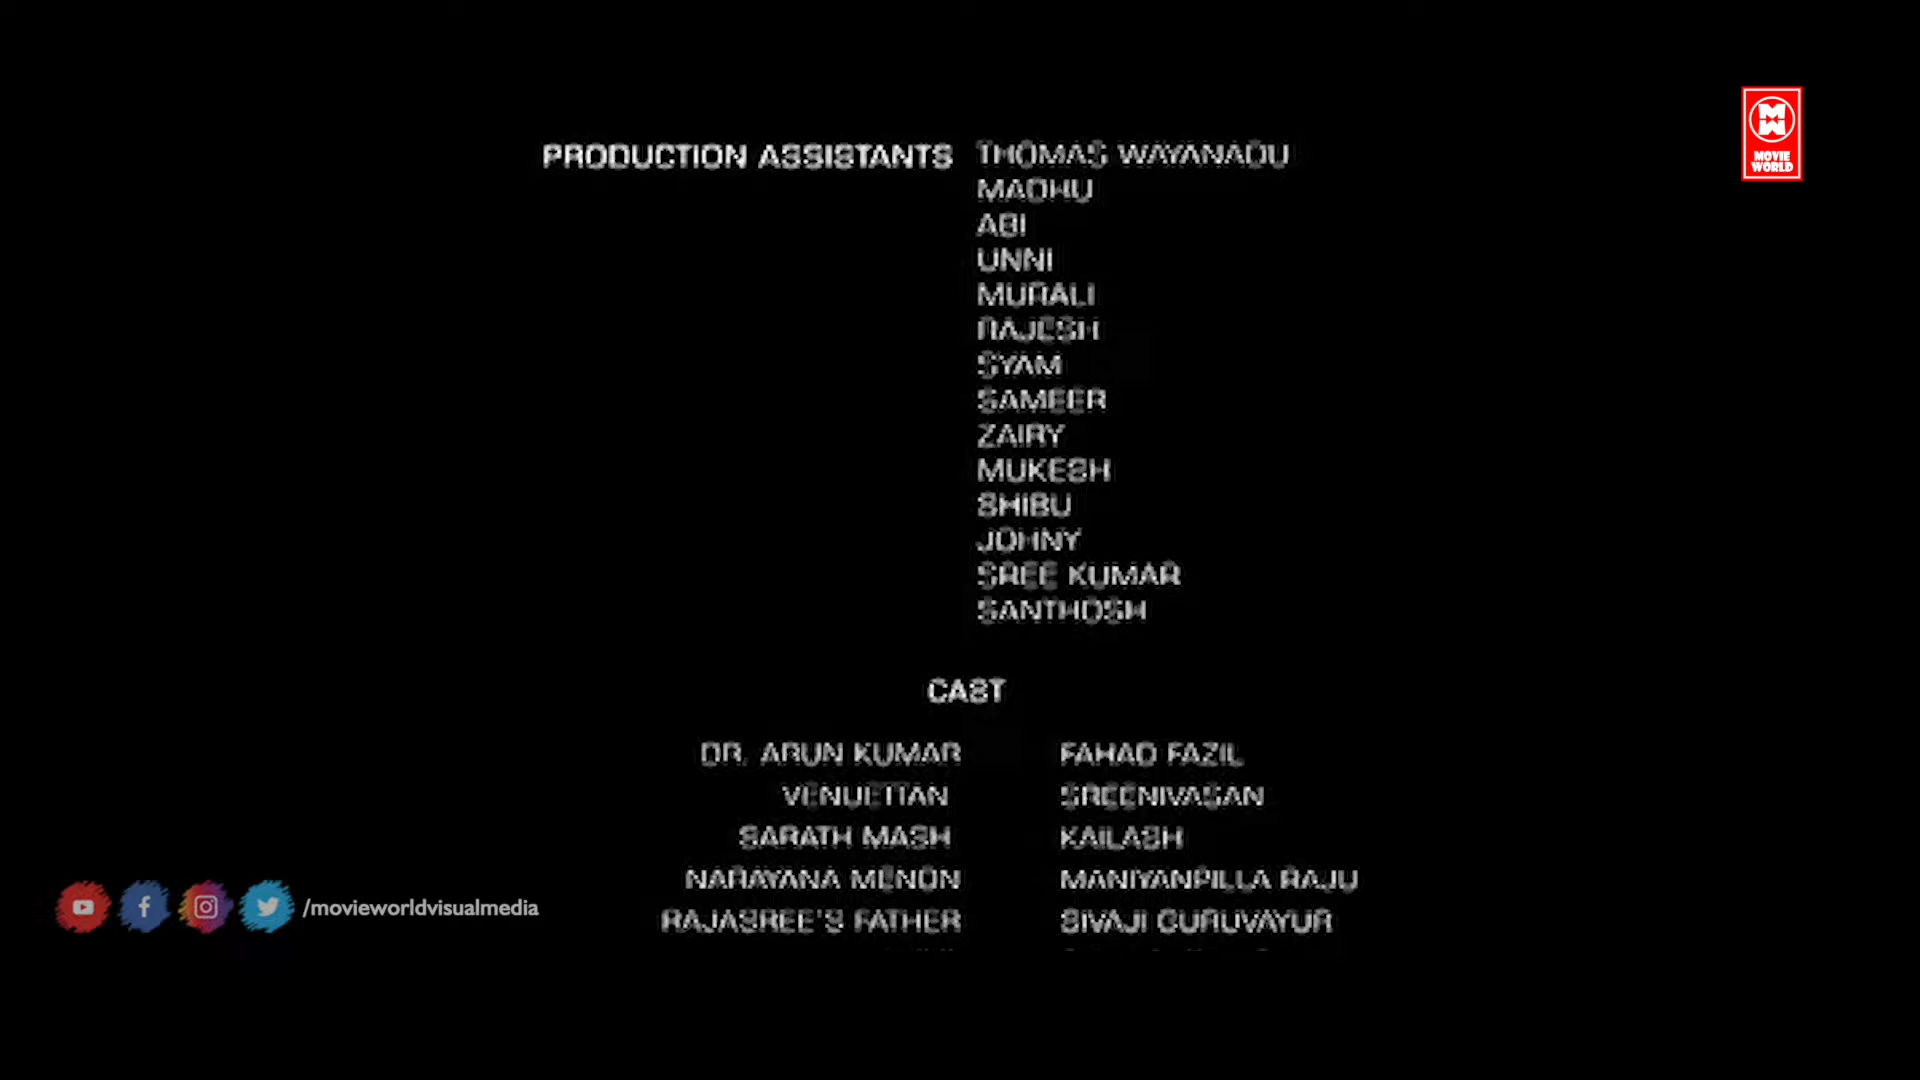 PRODUCTION ASSISTANTS THOMAS WAYANADU
MADHU
ABI
UNNI
MURALI
RAJESH
SYAM
SAMEER
ZAIRY
MUKESH
SHIBU
JOHNY
SREE KUMAR
SANTHOSH
CAST
DR. ARUN KUMAR FAHAD FAZIL
VENUETTAN SREENIVASAN
SARATH MASH KAILASH
NARAYANA MENON MANIYANPILLA RAJU
RAJASREE'S FATHER SIVAJI GURUVAYUR
MOVIE
WORLD
/movieworldvisualmedia